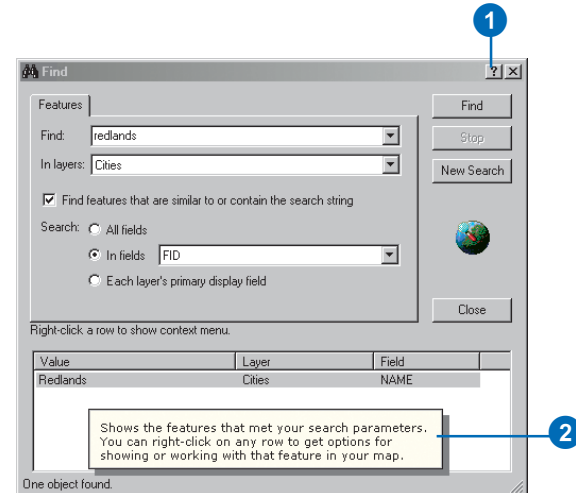 1
Find
?
Features
Find
Find: redlands
Stop
In layers: Cities
New Search
Find features that are similar to or contain the search string
Search: All fields
In fields FID
Each layer's primary display field
Close
Right-click a row to show context menu.
Value Layer Field
Redlands Cities NAME
Shows the features that met your search parameters.
You can right-click on any row to get options for
showing or working with that feature in your map.
2
One object found.